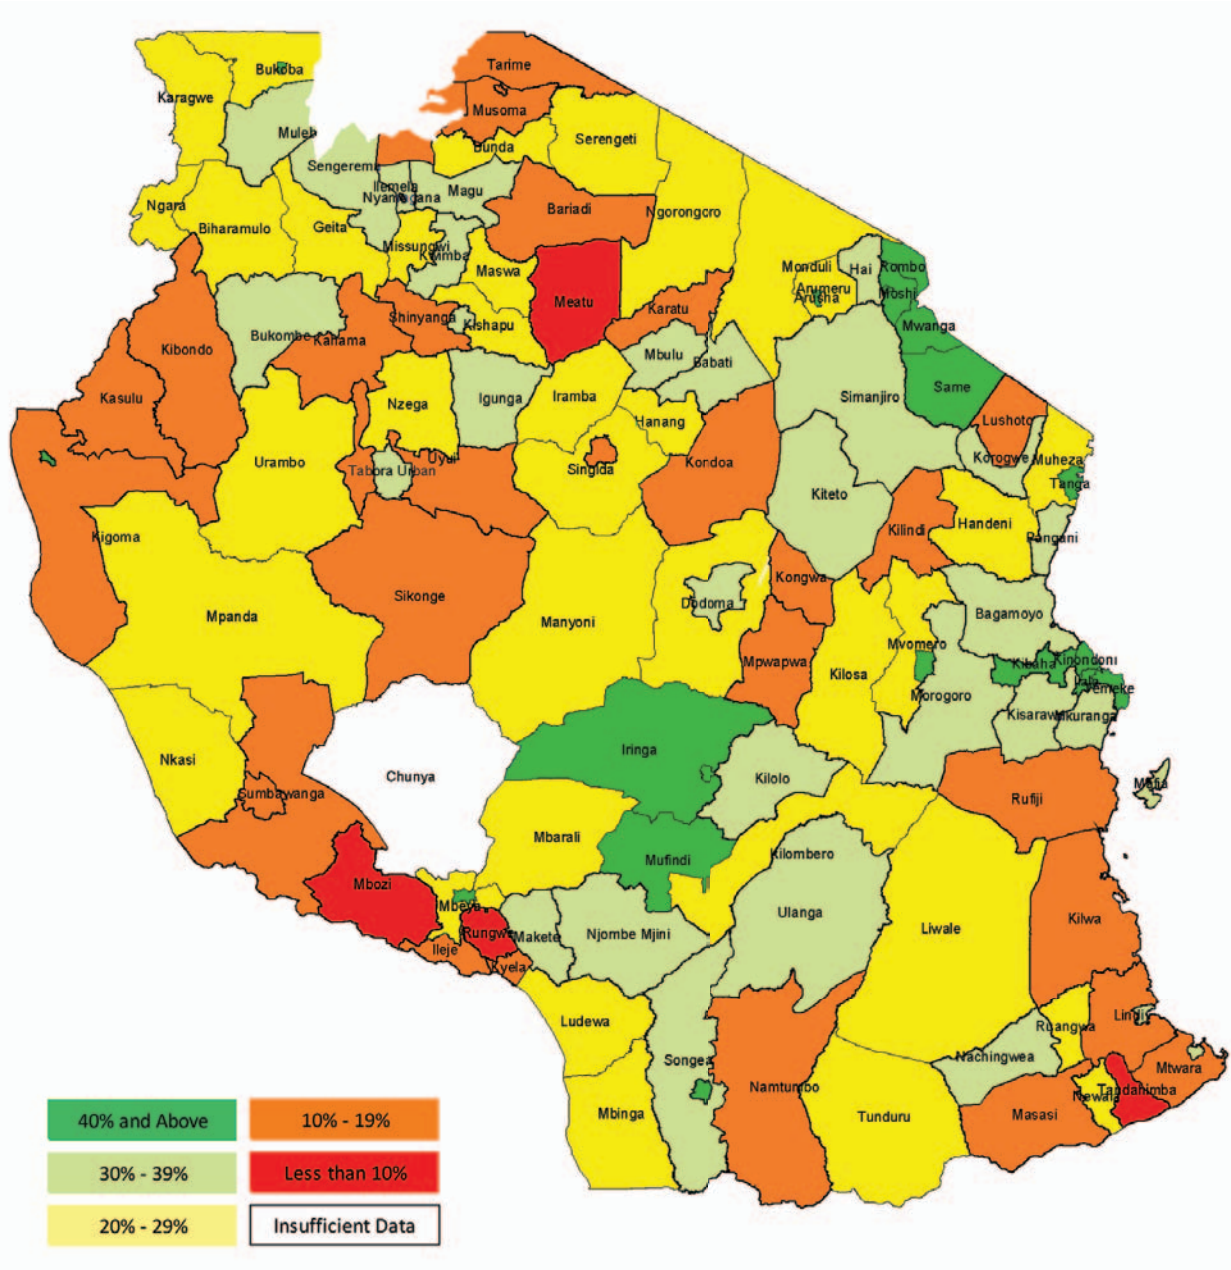 Tarime
Bukoba
Karagwe
Musoma
Muleb
Serengeti
Bunda
Sengerema
Ilemela
Magu
Nyamagana
Ngara
Bariadi
Ngorongcro
Geita
Biharamulo
Missungwi
Kwimba
Maswa
Monduli
Hai
Rombo
Arumeru
Arusha
Moshi
Meatu
Karatu
Shinyanga
Kishapu
Mwanga
Bukombe
Kahama
Kibondo
Mbulu
Babati
Same
Kasulu
Nzega
Igunga
Iramba
Simanjiro
Hanang
Lushoto
Urambo
Uyui
Tabora Urban
Singida
Kondoa
Korogwe
Muheza
Tanga
Kiteto
Handeni
Kilindi
Kigoma
Pangani
Kongwa
Sikonge
Dodoma
Mpanda
Manyoni
Bagamoyo
Mvomero
Mpwapwa
Kilosa
Kibaha
Kinondoni
Ilala
Temeke
Morogoro
Kisaraw
Mkuranga
Iringa
Nkasi
Chunya
Kilolo
Mafia
Sumbawanga
Rufiji
Mbarali
Kilombero
Mufindi
Mbozi
Mbeya
Ulanga
Kilwa
Rungwe
Makete
Njombe Mjini
Liwale
Ileje
Kyela
Ludewa
Lindi
Ruangwa
Songea
Nachingwea
Mtwara
Namtumbo
Tandahimba
Newala
Mbinga
Tunduru
Masasi
40% and Above
10% - 19%
30% - 39%
Less than 10%
20% - 29%
Insufficient Data